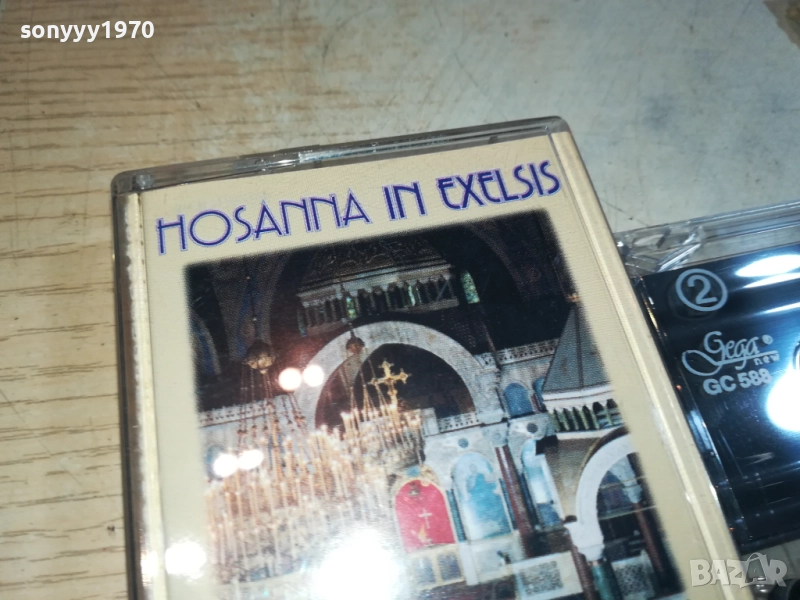 sonyyy1970
HOSANNA IN EXELSIS
2
Gega
new
GC 588
BAZAR